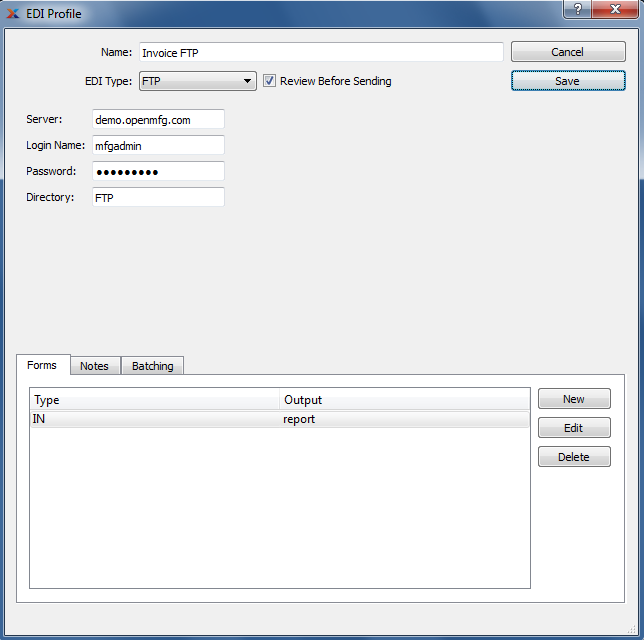 EDI Profile
Name: Invoice FTP Cancel
EDI Type: FTP Review Before Sending Save
Server: demo.openmfg.com
Login Name: mfgadmin
Password: ●●●●●●●●●
Directory: FTP
Forms Notes Batching
Type Output New
IN report
Edit
Delete